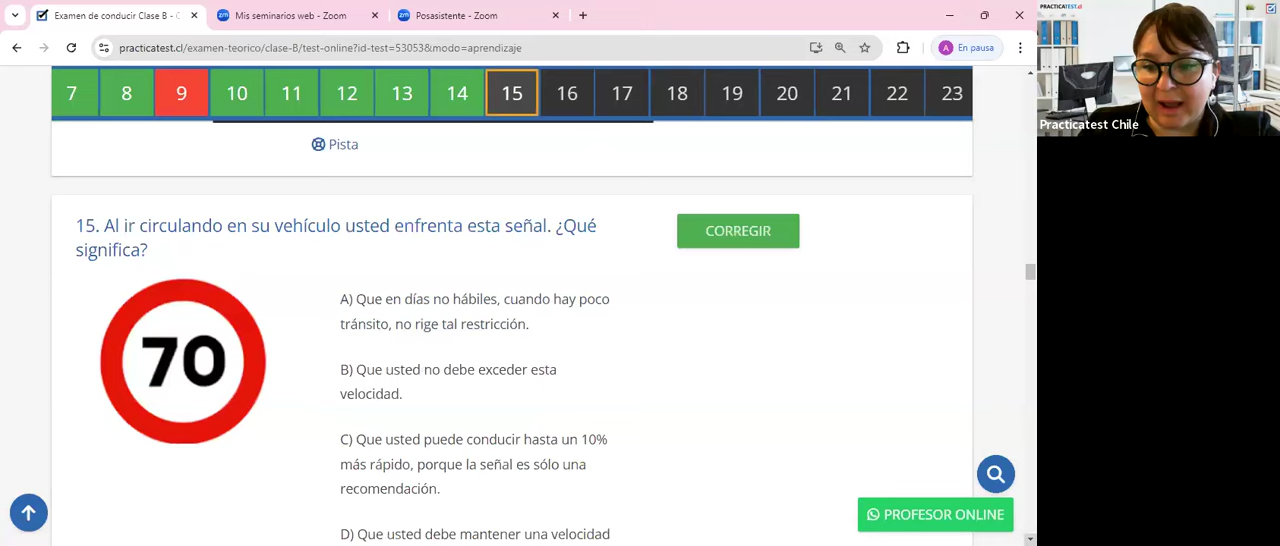 Examen de conducir Clase B - C
Mis seminarios web - Zoom
Posasistente - Zoom
practicatest.cl/examen-teorico/clase-B/test-online?id-test=53053&modo=aprendizaje
A
En pausa
PRACTICATEST.CL
Practicatest Chile
7 8 9 10 11 12 13 14 15 16 17 18 19 20 21 22 23
Pista
15. Al ir circulando en su vehículo usted enfrenta esta señal. ¿Qué
significa?
CORREGIR
70
A) Que en días no hábiles, cuando hay poco
tránsito, no rige tal restricción.
B) Que usted no debe exceder esta
velocidad.
C) Que usted puede conducir hasta un 10%
más rápido, porque la señal es sólo una
recomendación.
D) Que usted debe mantener una velocidad
PROFESOR ONLINE